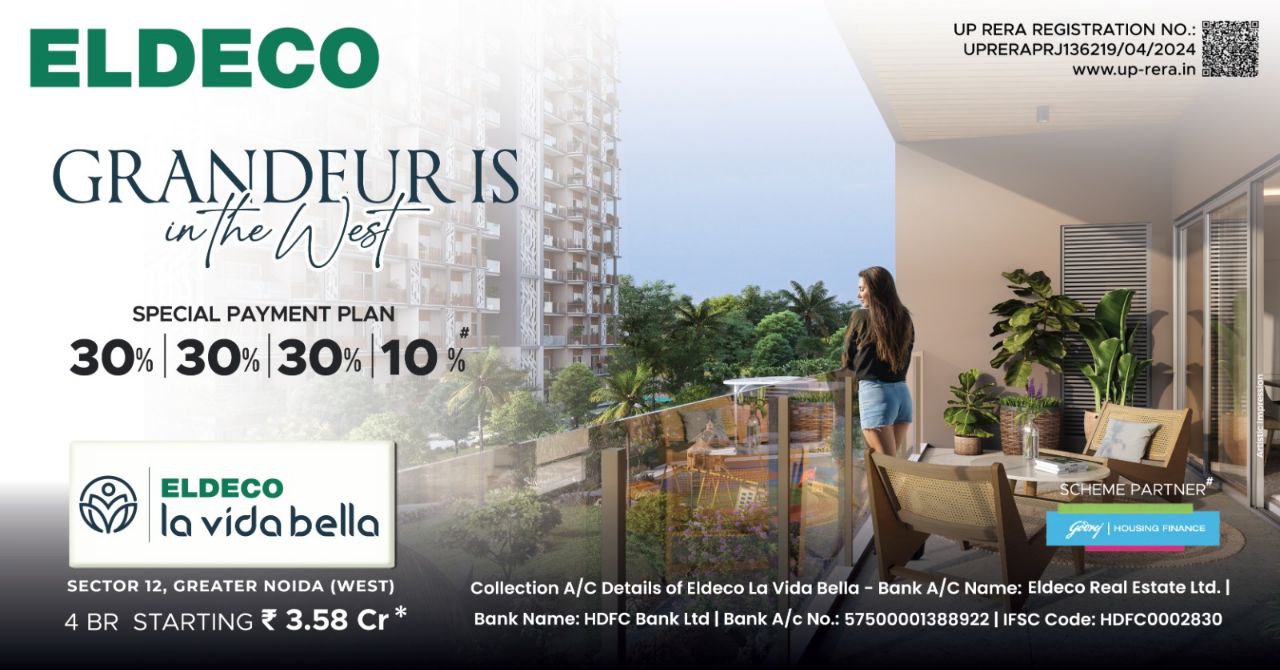 ELDECO
UP RERA REGISTRATION NO.:
UPRERAPRJ136219/04/2024
www.up-rera.in
GRANDEUR IS
in the West
SPECIAL PAYMENT PLAN
30% | 30% | 30% | 10%#
ELDECO
la vida bella
SECTOR 12, GREATER NOIDA (WEST)
4 BR STARTING ₹ 3.58 Cr*
Artistic Impression
SCHEME PARTNER#
Godrej | HOUSING FINANCE
Collection A/C Details of Eldeco La Vida Bella - Bank A/C Name: Eldeco Real Estate Ltd. |
Bank Name: HDFC Bank Ltd | Bank A/c No.: 57500001388922 | IFSC Code: HDFC0002830